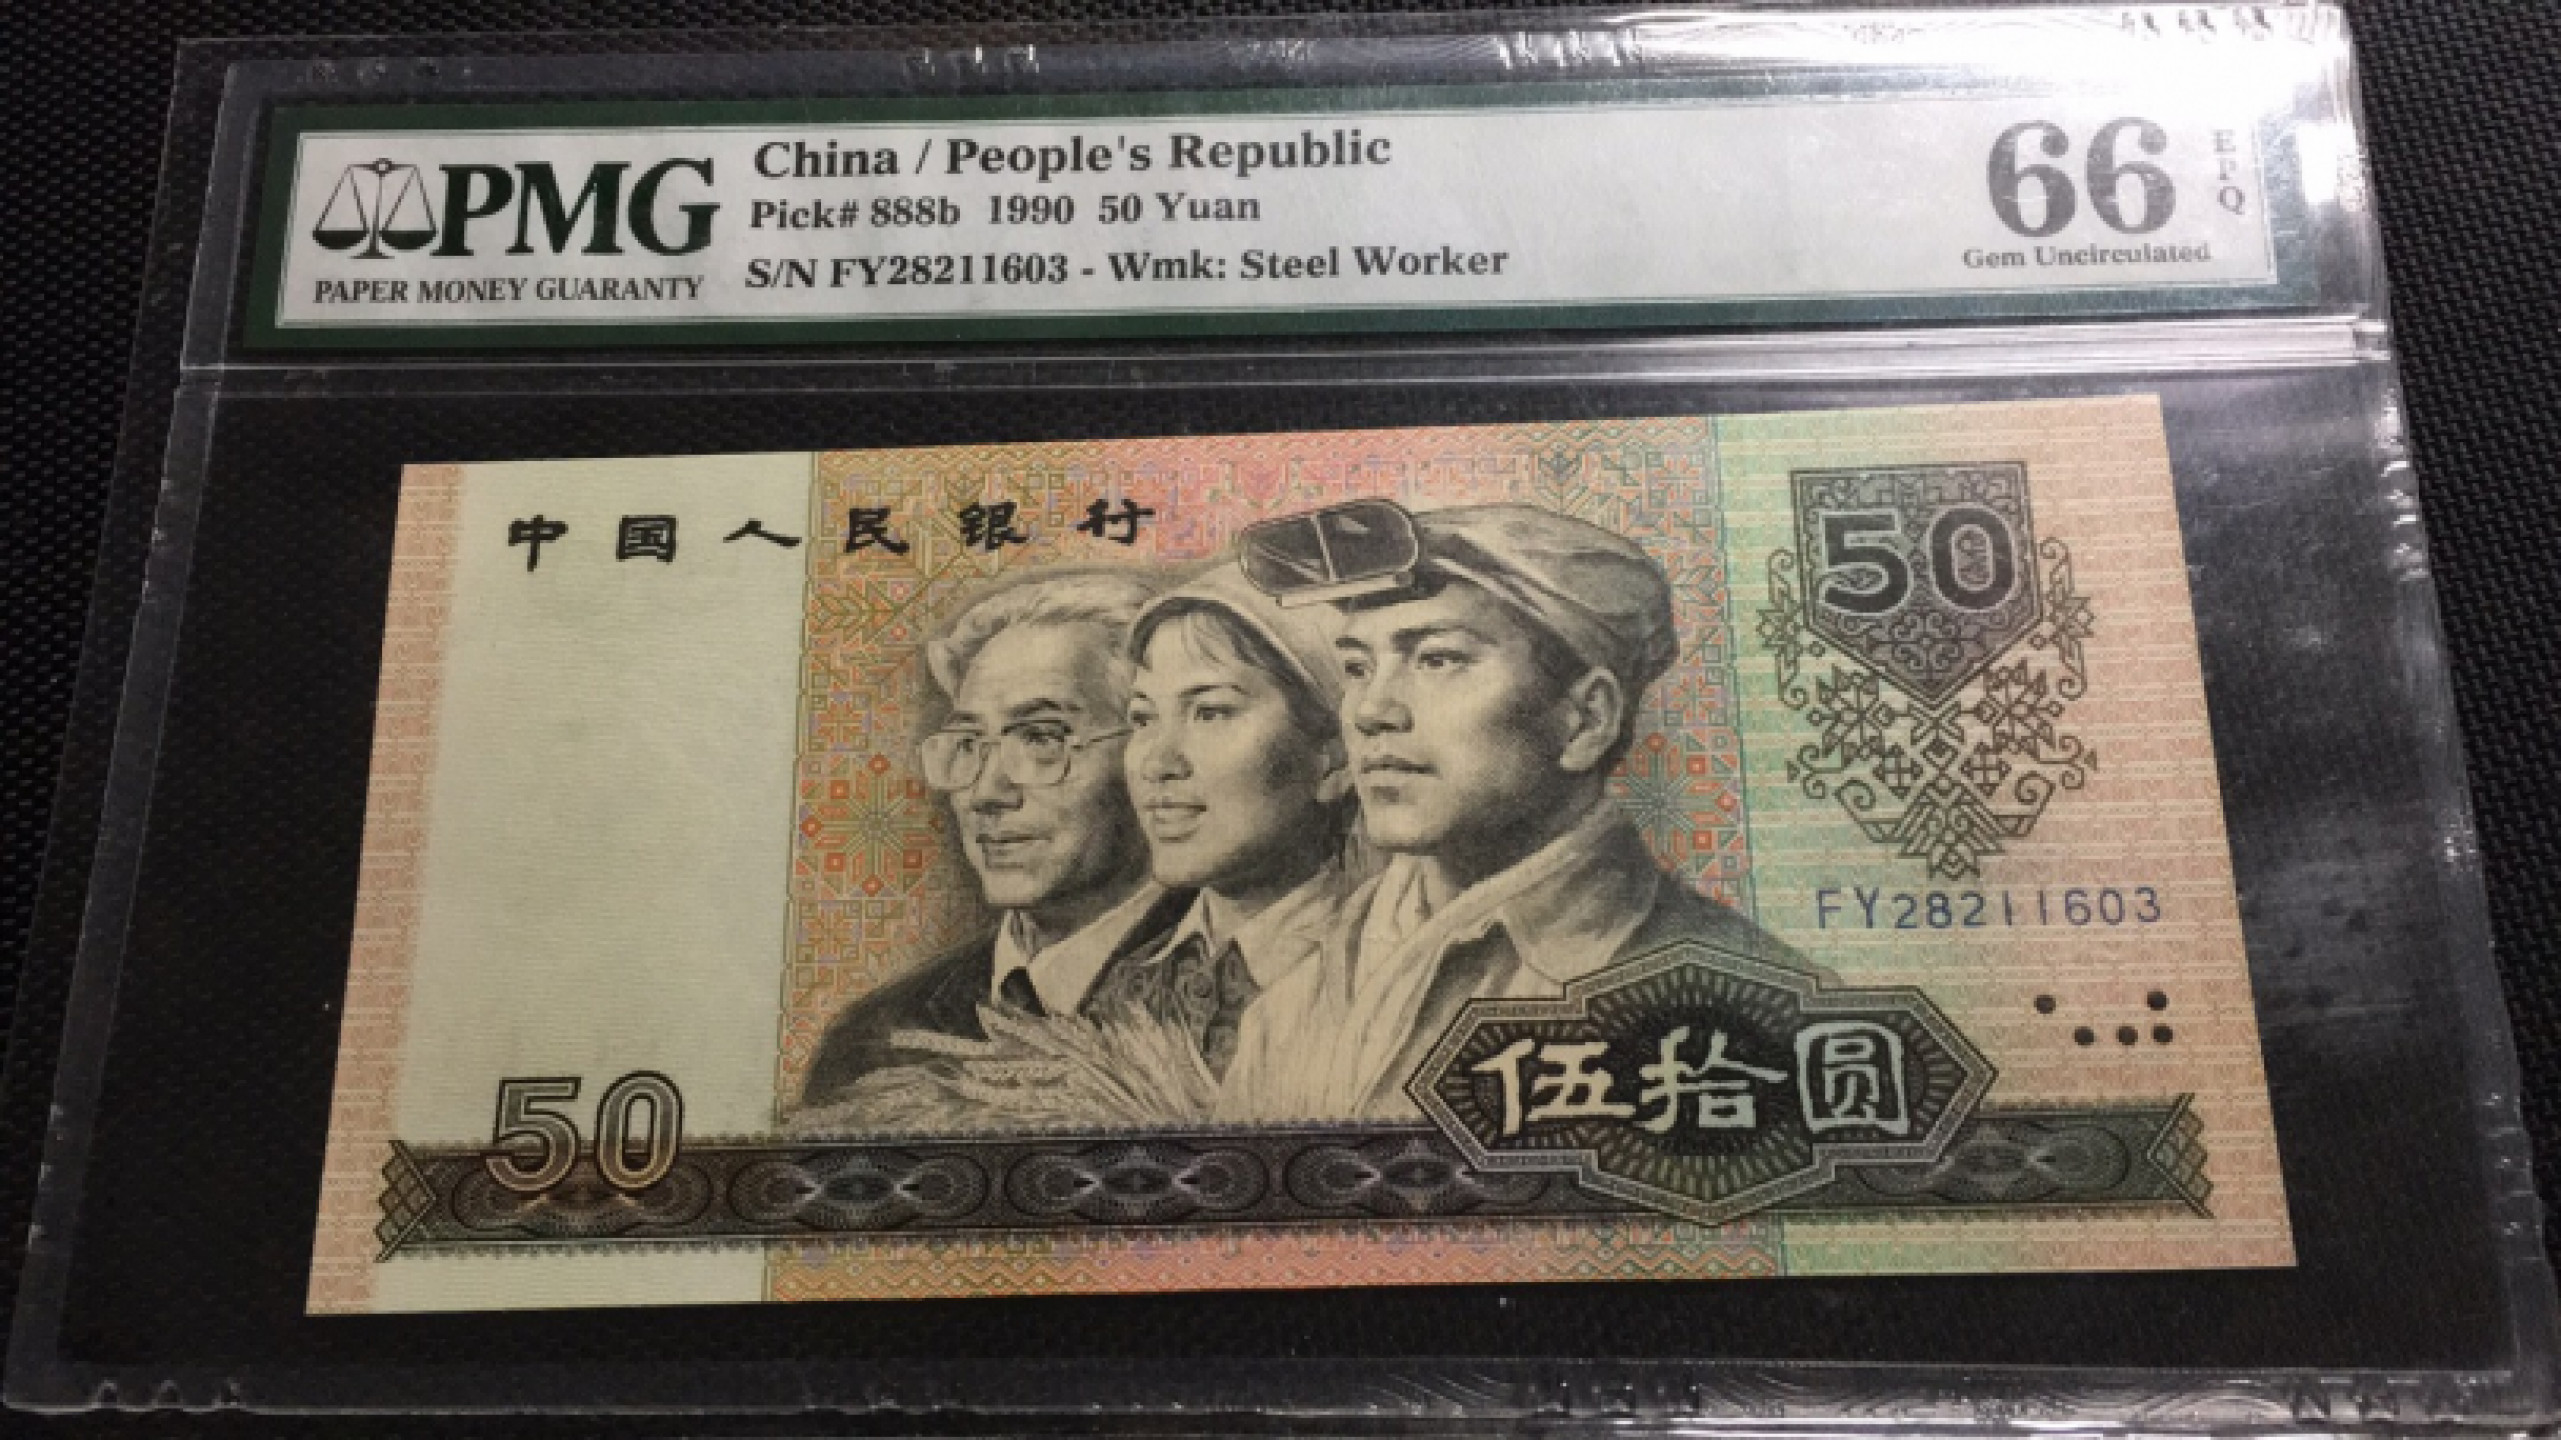 PMG
PAPER MONEY GUARANTY
China / People's Republic
Pick# 888b 1990 50 Yuan
S/N FY28211603 - Wmk: Steel Worker
66
EPQ
Gem Uncirculated
中国人民银行
50
FY28211603
50
伍拾圆